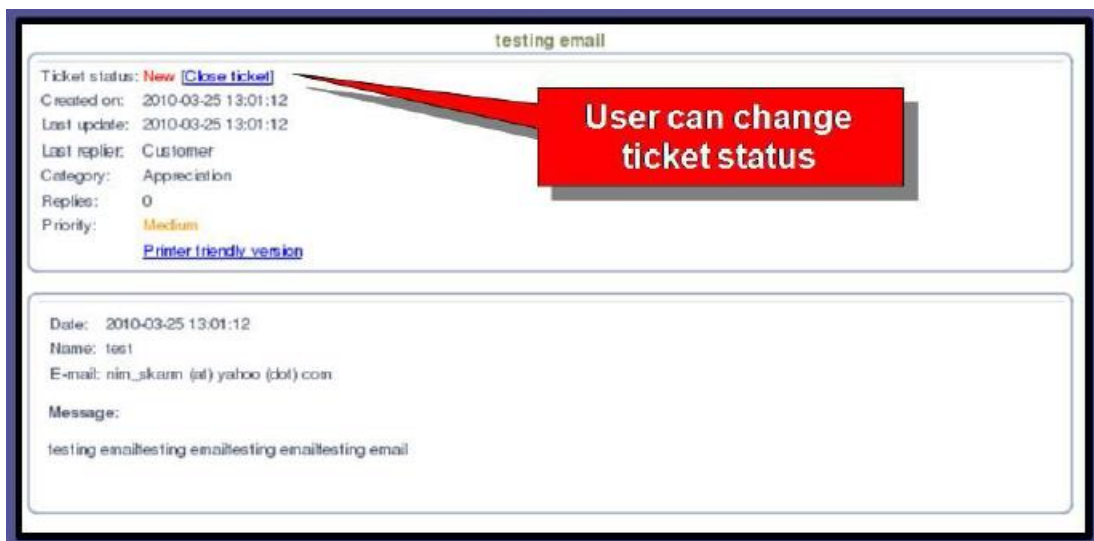 testing email
Ticket status: New [Close ticket]
Created on: 2010-03-25 13:01:12
Last update: 2010-03-25 13:01:12
Last replier: Customer
Category: Appreciation
Replies: 0
Priority: Medium
Printer friendly version
User can change
ticket status
Date: 2010-03-25 13:01:12
Name: test
E-mail: nim_skarm (at) yahoo (dot) com
Message:
testing emailtesting emailtesting emailtesting email